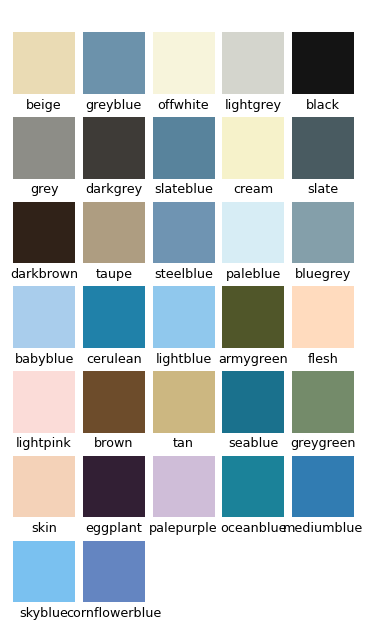 beige greyblue offwhite lightgrey black
grey darkgrey slateblue cream slate
darkbrown taupe steelblue paleblue bluegrey
babyblue cerulean lightblue armygreen flesh
lightpink brown tan seablue greygreen
skin eggplant palepurple oceanblue mediumblue
skyblue cornflowerblue